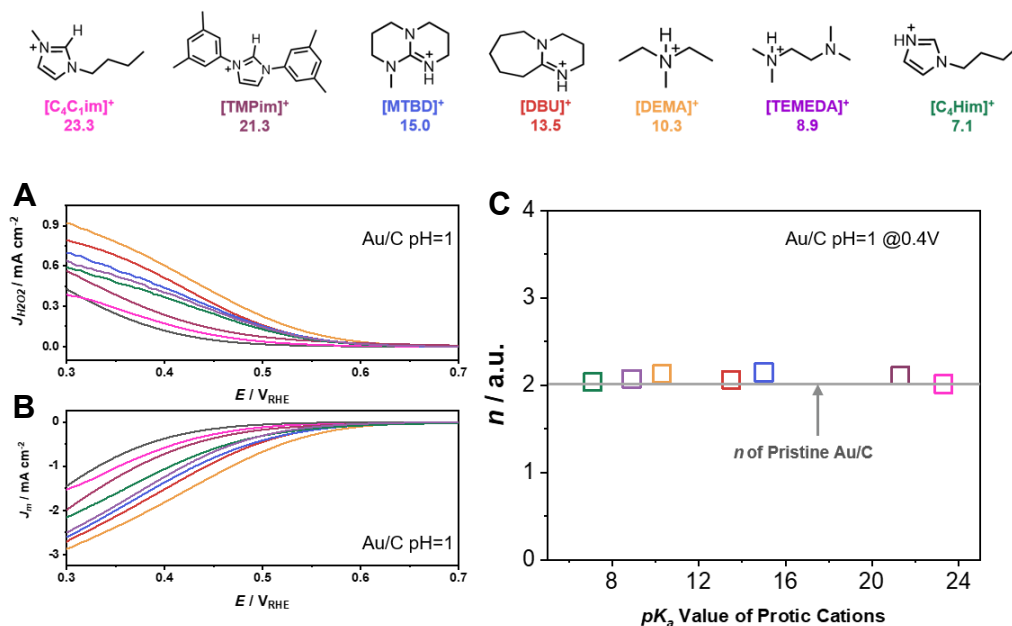 H
H
+
N
N
+
N
N
N
N
+
N
H
N
+
N
H
H
+
N
H
N
+
N
H
N
+
N
[C₄C₁im]⁺ [TMPim]⁺ [MTBD]⁺ [DBU]⁺ [DEMA]⁺ [TEMEDA]⁺ [C₄Him]⁺
23.3 21.3 15.0 13.5 10.3 8.9 7.1
A
Au/C pH=1
J_H2O2 / mA cm⁻²
0.9
0.6
0.3
0.0
0.3 0.4 0.5 0.6 0.7
E / V_RHE
B
J_m / mA cm⁻²
0
-1
-2
-3
Au/C pH=1
0.3 0.4 0.5 0.6 0.7
E / V_RHE
C
Au/C pH=1 @0.4V
n / a.u.
4
3
2
1
0
n of Pristine Au/C
8 12 16 20 24
pKₐ Value of Protic Cations